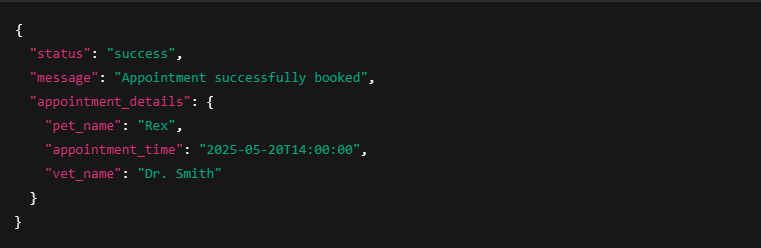 {
  "status": "success",
  "message": "Appointment successfully booked",
  "appointment_details": {
    "pet_name": "Rex",
    "appointment_time": "2025-05-20T14:00:00",
    "vet_name": "Dr. Smith"
  }
}